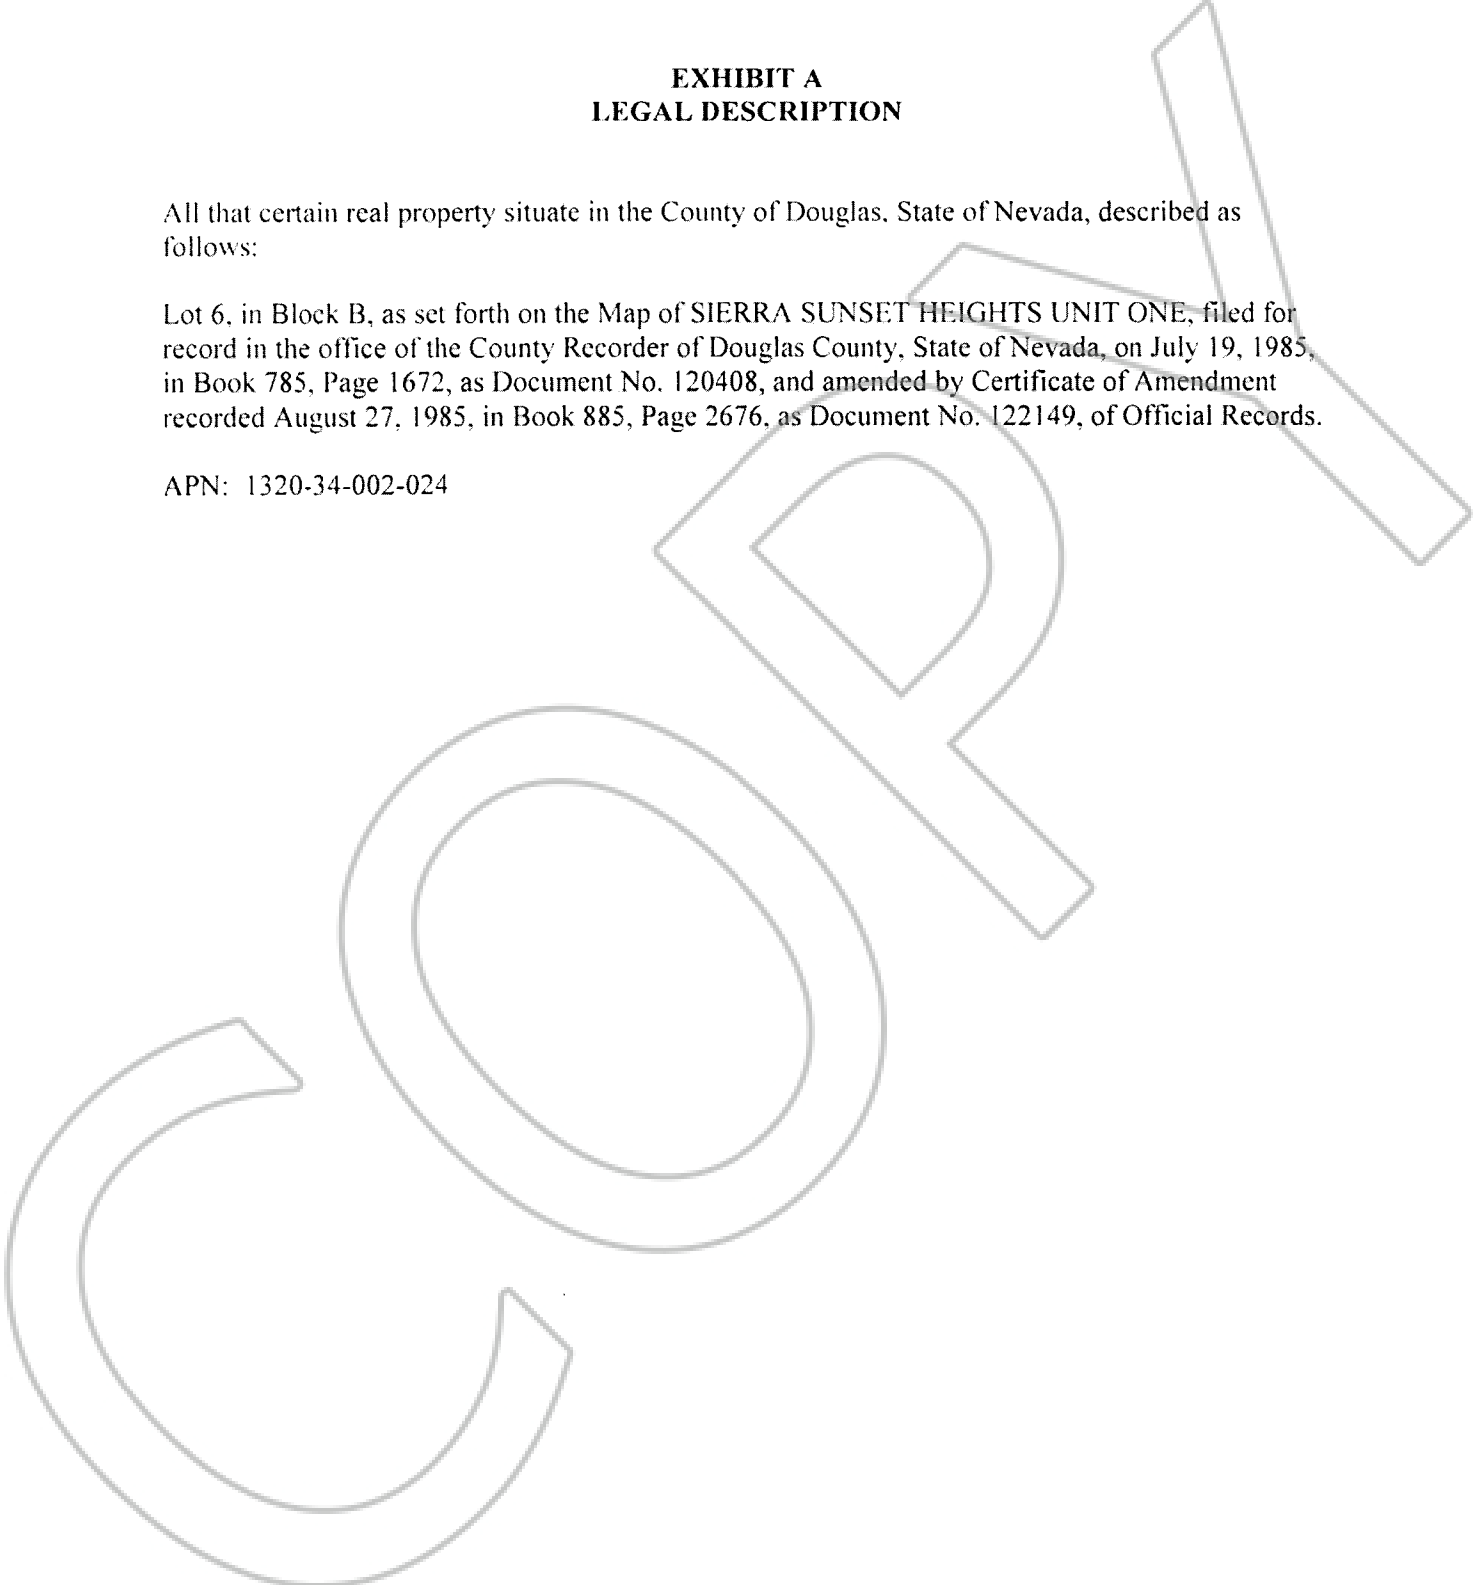 EXHIBIT A
LEGAL DESCRIPTION
All that certain real property situate in the County of Douglas, State of Nevada, described as
follows:
Lot 6, in Block B, as set forth on the Map of SIERRA SUNSET HEIGHTS UNIT ONE, filed for
record in the office of the County Recorder of Douglas County, State of Nevada, on July 19, 1985,
in Book 785, Page 1672, as Document No. 120408, and amended by Certificate of Amendment
recorded August 27, 1985, in Book 885, Page 2676, as Document No. 122149, of Official Records.
APN: 1320-34-002-024
COPY